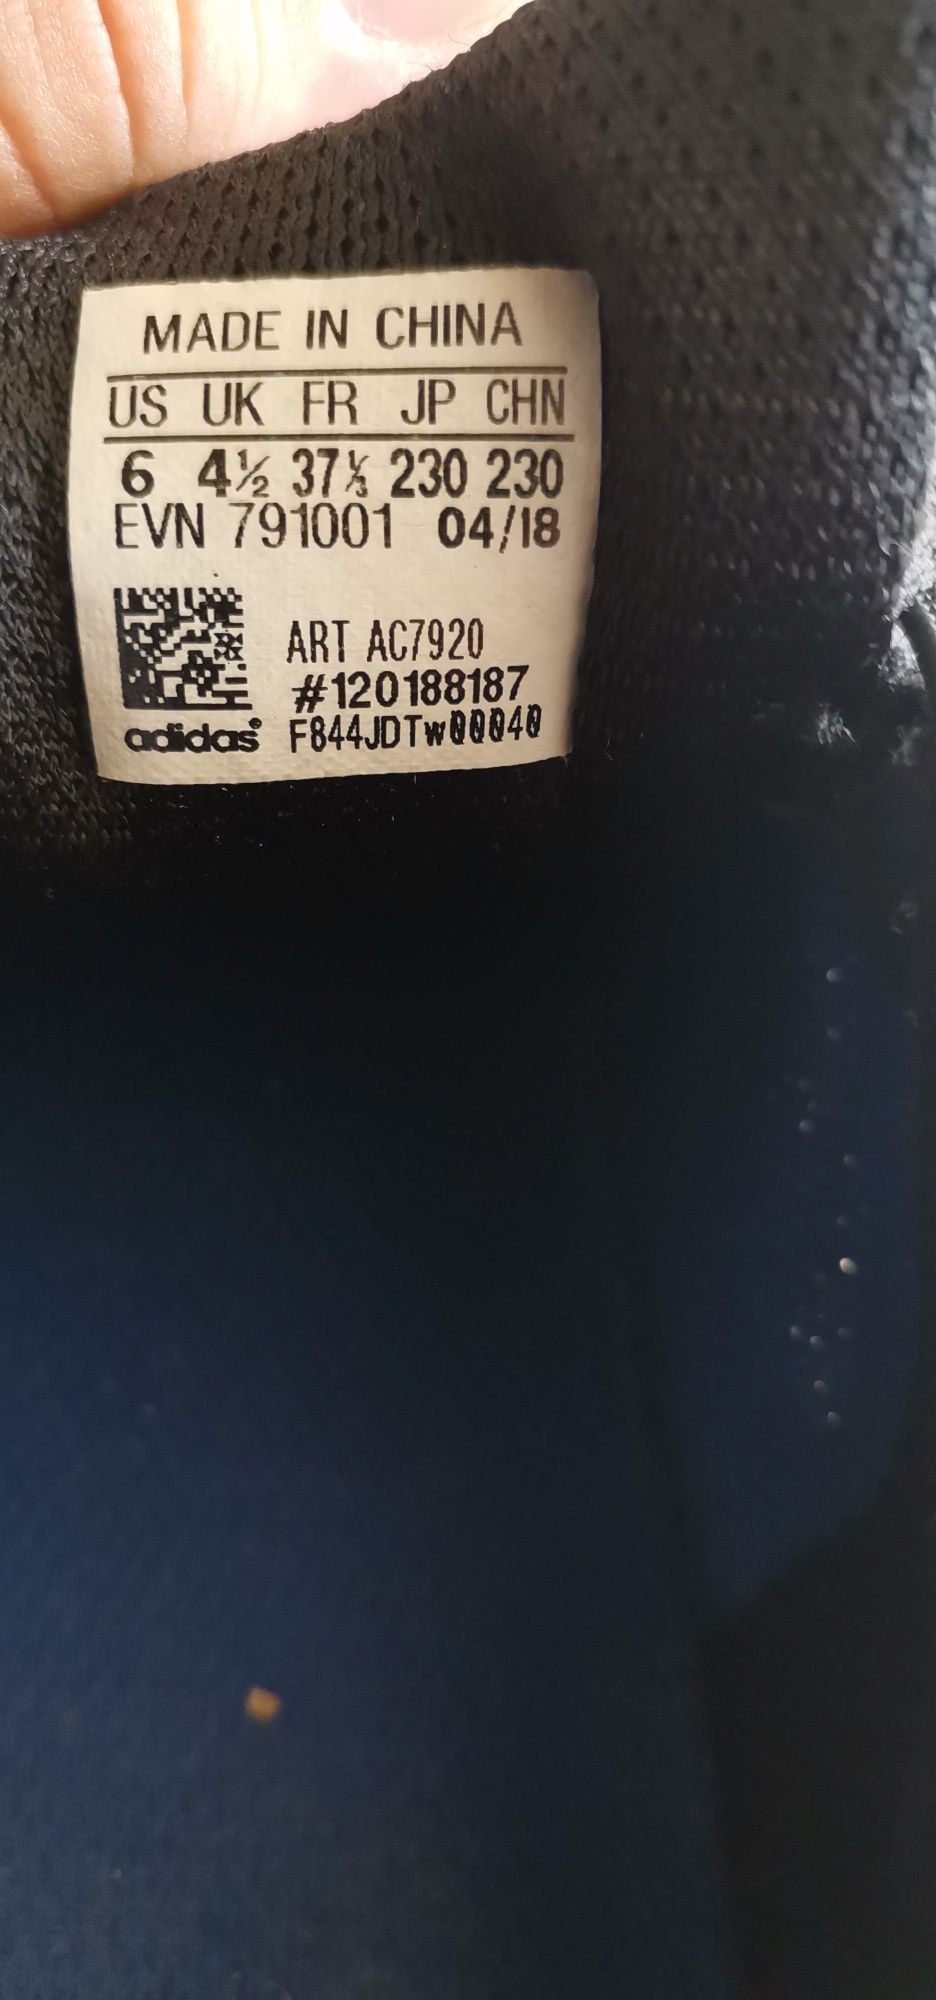 MADE IN CHINA
US UK FR JP CHN
6 4½ 37⅓ 230 230
EVN 791001 04/18
ART AC7920
#120188187
adidas® F844JDTW00040